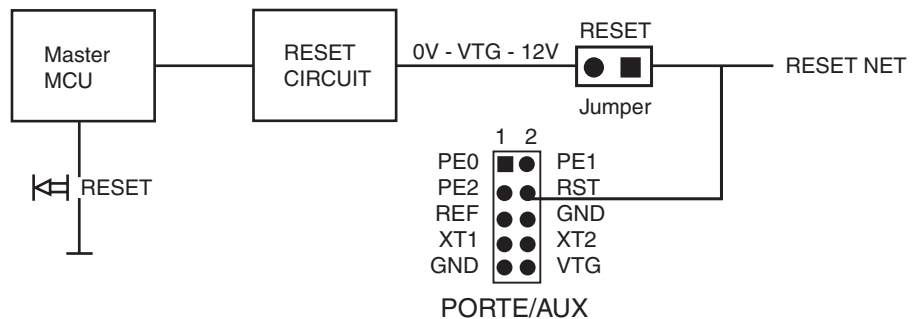 Master
MCU
RESET
CIRCUIT
0V - VTG - 12V
RESET
Jumper
RESET NET
RESET
1 2
PE0 PE1
PE2 RST
REF GND
XT1 XT2
GND VTG
PORTE/AUX